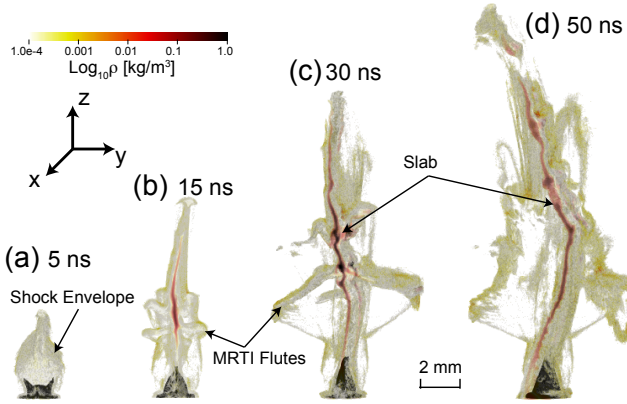 1.0e-4 0.001 0.01 0.1 1.0
Log₁₀ρ [kg/m³]
z
y
x
(a) 5 ns
Shock Envelope
(b) 15 ns
MRTI Flutes
(c) 30 ns
Slab
(d) 50 ns
2 mm